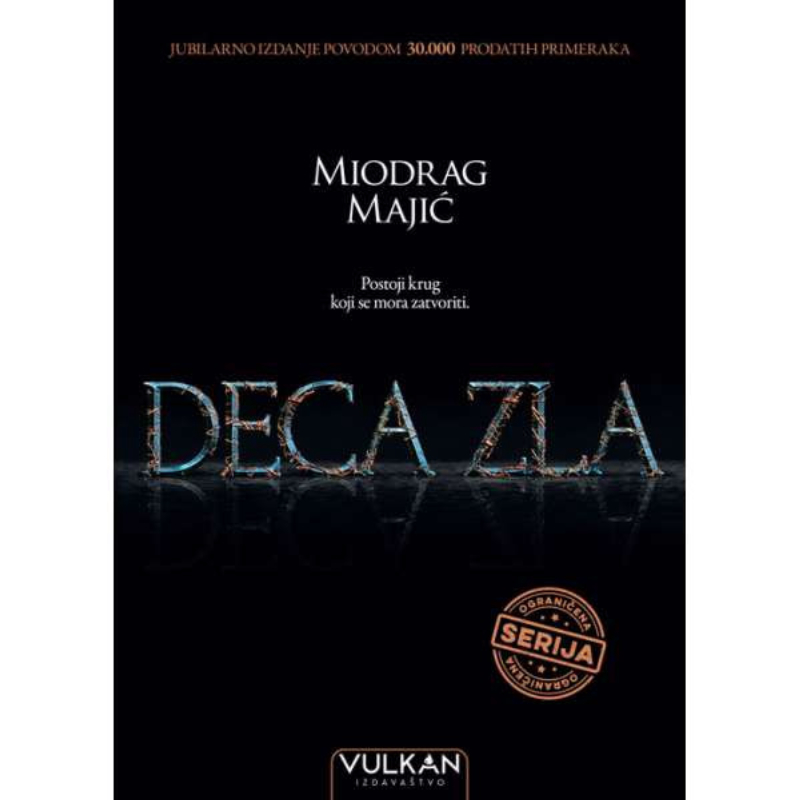 JUBILARNO IZDANJE POVODOM 30.000 PRODATIH PRIMERAKA
MIODRAG
MAJIĆ
Postoji krug
koji se mora zatvoriti.
DECA ZLA
OGRANIČENA
SERIJA
OGRANIČENA
VULKAN
IZDAVAŠTVO